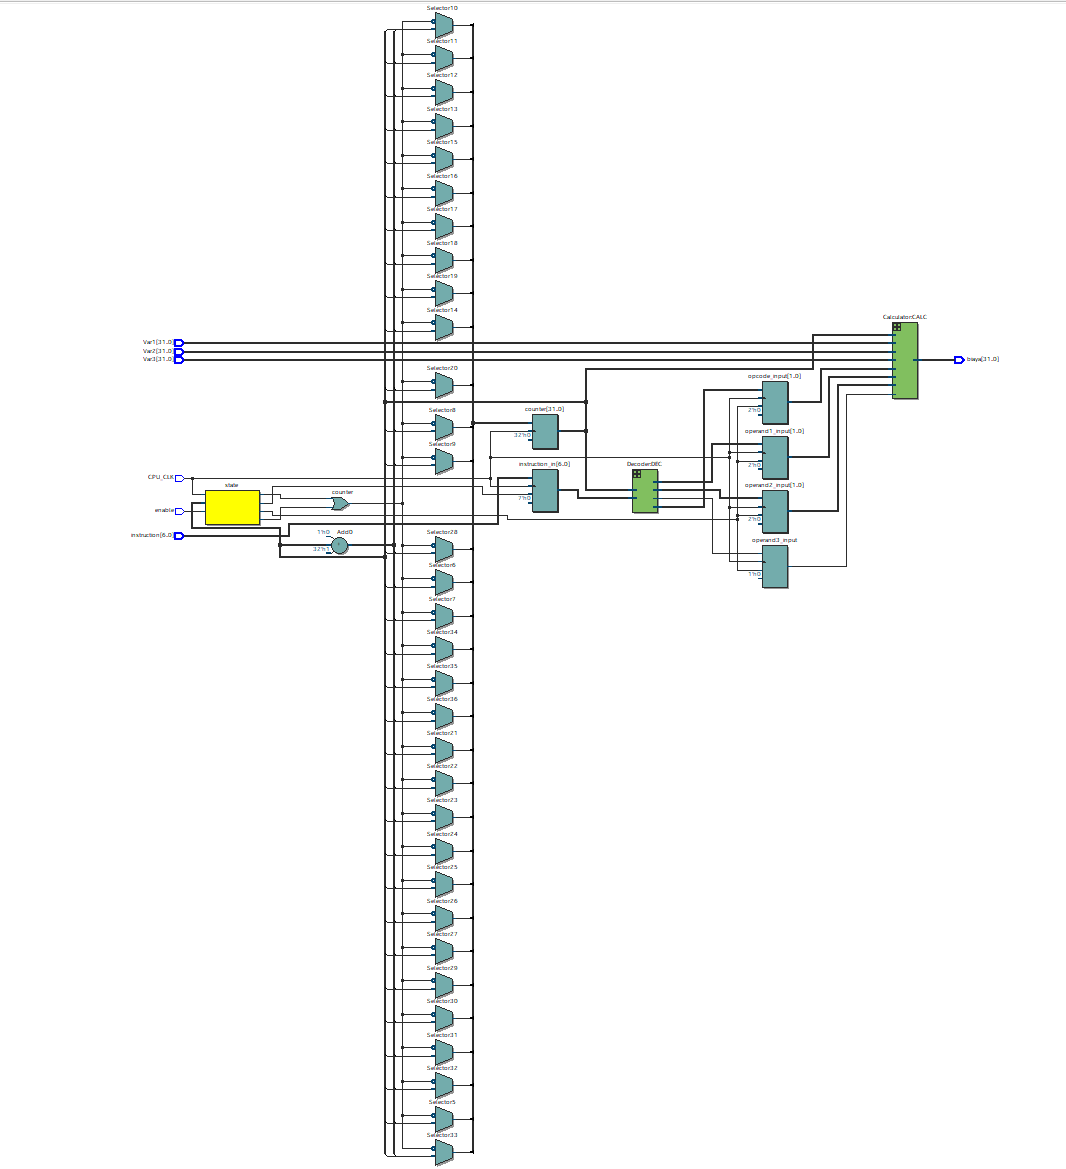 Selector10
Selector11
Selector12
Selector13
Selector15
Selector16
Selector17
Selector18
Selector19
Selector14
Calculator:CALC
Var1[31..0]
Var2[31..0]
Var3[31..0]
biaya[31..0]
Selector20
opcode_input[1..0]
2'h0
Selector8
counter[31..0]
32'h0
operand1_input[1..0]
2'h0
Selector9
instruction_in[6..0]
7'h0
Decoder:DEC
CPU_CLK
state
counter
operand2_input[1..0]
2'h0
enable
instruction[6..0]
1'h0
Add0
32'h1
Selector28
operand3_input
1'h0
Selector6
Selector7
Selector34
Selector35
Selector36
Selector21
Selector22
Selector23
Selector24
Selector25
Selector26
Selector27
Selector29
Selector30
Selector31
Selector32
Selector5
Selector33